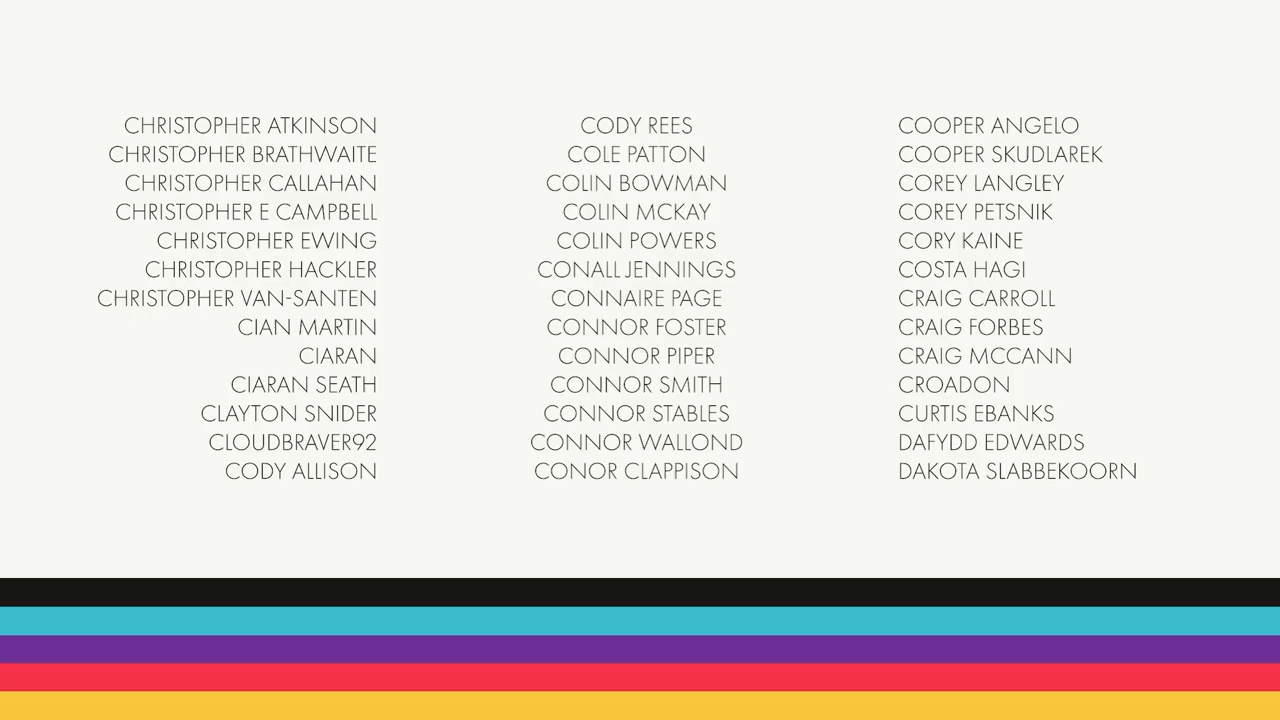 CHRISTOPHER ATKINSON
CHRISTOPHER BRATHWAITE
CHRISTOPHER CALLAHAN
CHRISTOPHER E CAMPBELL
CHRISTOPHER EWING
CHRISTOPHER HACKLER
CHRISTOPHER VAN-SANTEN
CIAN MARTIN
CIARAN
CIARAN SEATH
CLAYTON SNIDER
CLOUDBRAVER92
CODY ALLISON
CODY REES
COLE PATTON
COLIN BOWMAN
COLIN MCKAY
COLIN POWERS
CONALL JENNINGS
CONNAIRE PAGE
CONNOR FOSTER
CONNOR PIPER
CONNOR SMITH
CONNOR STABLES
CONNOR WALLOND
CONOR CLAPPISON
COOPER ANGELO
COOPER SKUDLAREK
COREY LANGLEY
COREY PETSNIK
CORY KAINE
COSTA HAGI
CRAIG CARROLL
CRAIG FORBES
CRAIG MCCANN
CROADON
CURTIS EBANKS
DAFYDD EDWARDS
DAKOTA SLABBEKOORN